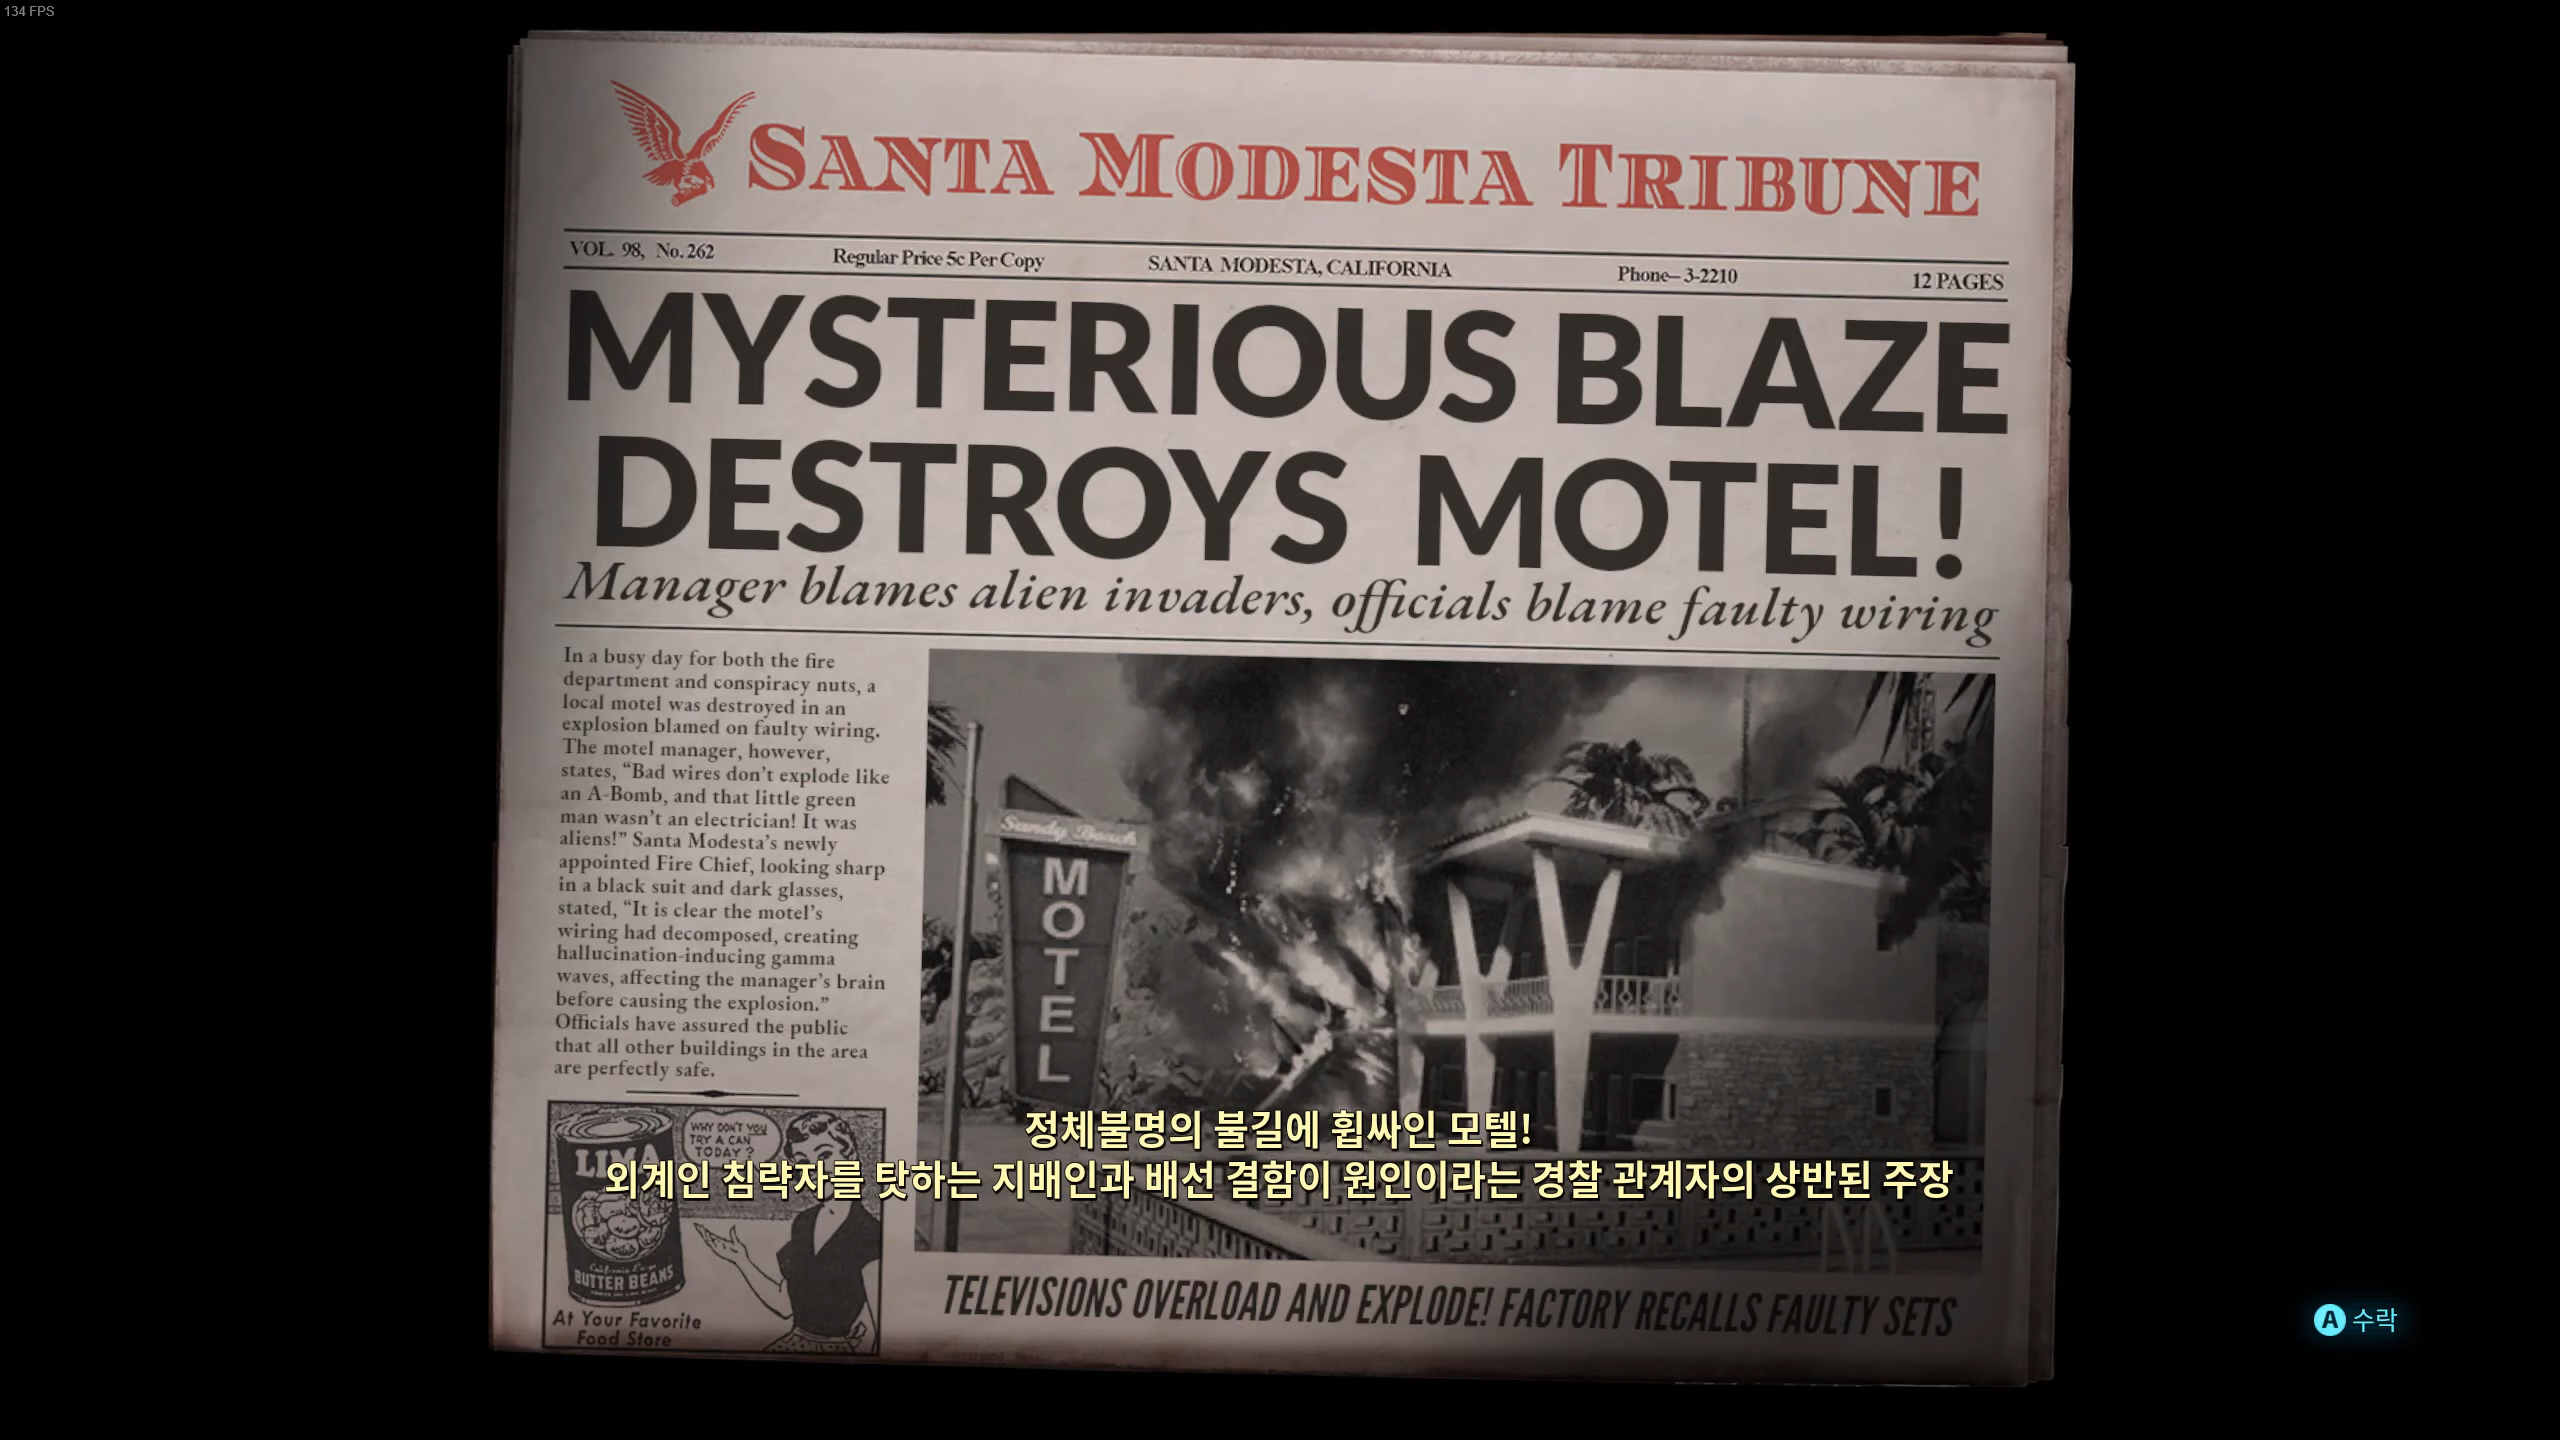 134 FPS
SANTA MODESTA TRIBUNE
VOL. 98, No. 262 Regular Price 5c Per Copy SANTA MODESTA, CALIFORNIA Phone– 3-2210 12 PAGES
MYSTERIOUS BLAZE
DESTROYS MOTEL!
Manager blames alien invaders, officials blame faulty wiring
In a busy day for both the fire
department and conspiracy nuts, a
local motel was destroyed in an
explosion blamed on faulty wiring.
The motel manager, however,
states, “Bad wires don’t explode like
an A-Bomb, and that little green
man wasn’t an electrician! It was
aliens!” Santa Modesta’s newly
appointed Fire Chief, looking sharp
in a black suit and dark glasses,
stated, “It is clear the motel’s
wiring had decomposed, creating
hallucination-inducing gamma
waves, affecting the manager’s brain
before causing the explosion.”
Officials have assured the public
that all other buildings in the area
are perfectly safe.
Sandy Beach
MOTEL
WHY DON'T YOU
TRY A CAN
TODAY?
LIMA
BUTTER BEANS
At Your Favorite
Food Store
정체불명의 불길에 휩싸인 모텔!
외계인 침략자를 탓하는 지배인과 배선 결함이 원인이라는 경찰 관계자의 상반된 주장
TELEVISIONS OVERLOAD AND EXPLODE! FACTORY RECALLS FAULTY SETS
A 수락